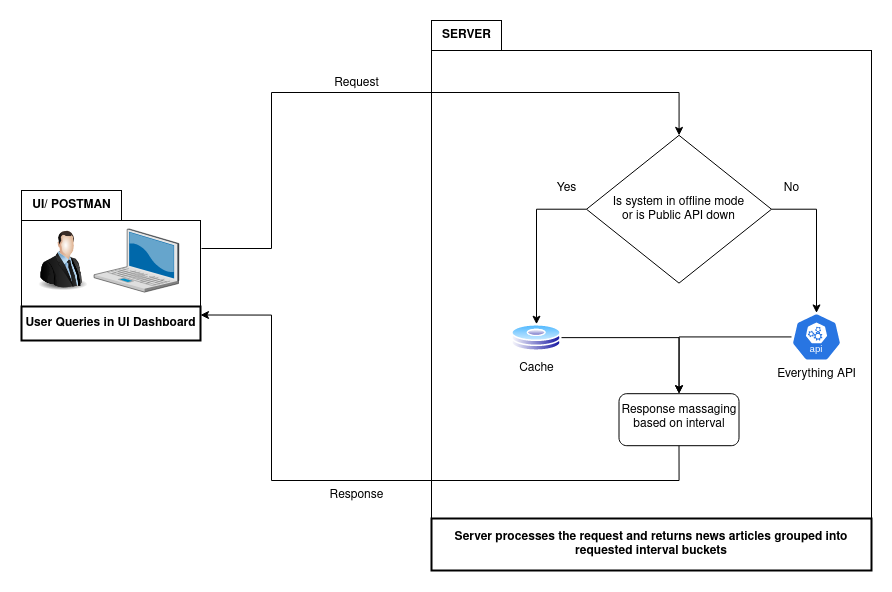 SERVER
Request
Yes
No
Is system in offline mode
or is Public API down
UI/ POSTMAN
User Queries in UI Dashboard
api
Cache
Everything API
Response massaging
based on interval
Response
Server processes the request and returns news articles grouped into
requested interval buckets